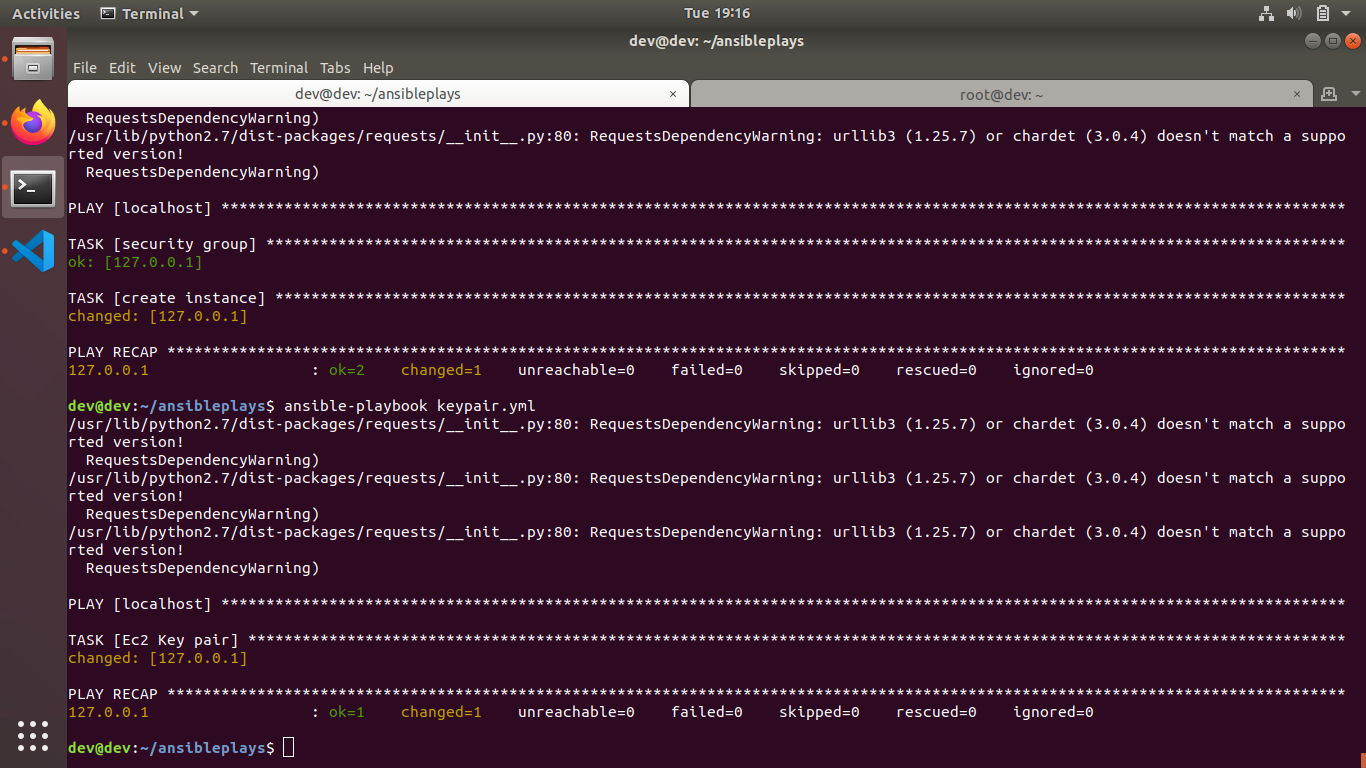 Activities Terminal Tue 19:16
dev@dev: ~/ansibleplays
File Edit View Search Terminal Tabs Help
dev@dev: ~/ansibleplays × root@dev: ~ ×
  RequestsDependencyWarning)
/usr/lib/python2.7/dist-packages/requests/__init__.py:80: RequestsDependencyWarning: urllib3 (1.25.7) or chardet (3.0.4) doesn't match a suppo
rted version!
  RequestsDependencyWarning)
PLAY [localhost] *****************************************************************************************************************************
TASK [security group] ************************************************************************************************************************
ok: [127.0.0.1]
TASK [create instance] ***********************************************************************************************************************
changed: [127.0.0.1]
PLAY RECAP ***********************************************************************************************************************************
127.0.0.1                  : ok=2    changed=1    unreachable=0    failed=0    skipped=0    rescued=0    ignored=0
dev@dev:~/ansibleplays$ ansible-playbook keypair.yml
/usr/lib/python2.7/dist-packages/requests/__init__.py:80: RequestsDependencyWarning: urllib3 (1.25.7) or chardet (3.0.4) doesn't match a suppo
rted version!
  RequestsDependencyWarning)
/usr/lib/python2.7/dist-packages/requests/__init__.py:80: RequestsDependencyWarning: urllib3 (1.25.7) or chardet (3.0.4) doesn't match a suppo
rted version!
  RequestsDependencyWarning)
/usr/lib/python2.7/dist-packages/requests/__init__.py:80: RequestsDependencyWarning: urllib3 (1.25.7) or chardet (3.0.4) doesn't match a suppo
rted version!
  RequestsDependencyWarning)
PLAY [localhost] *****************************************************************************************************************************
TASK [Ec2 Key pair] **************************************************************************************************************************
changed: [127.0.0.1]
PLAY RECAP ***********************************************************************************************************************************
127.0.0.1                  : ok=1    changed=1    unreachable=0    failed=0    skipped=0    rescued=0    ignored=0
dev@dev:~/ansibleplays$